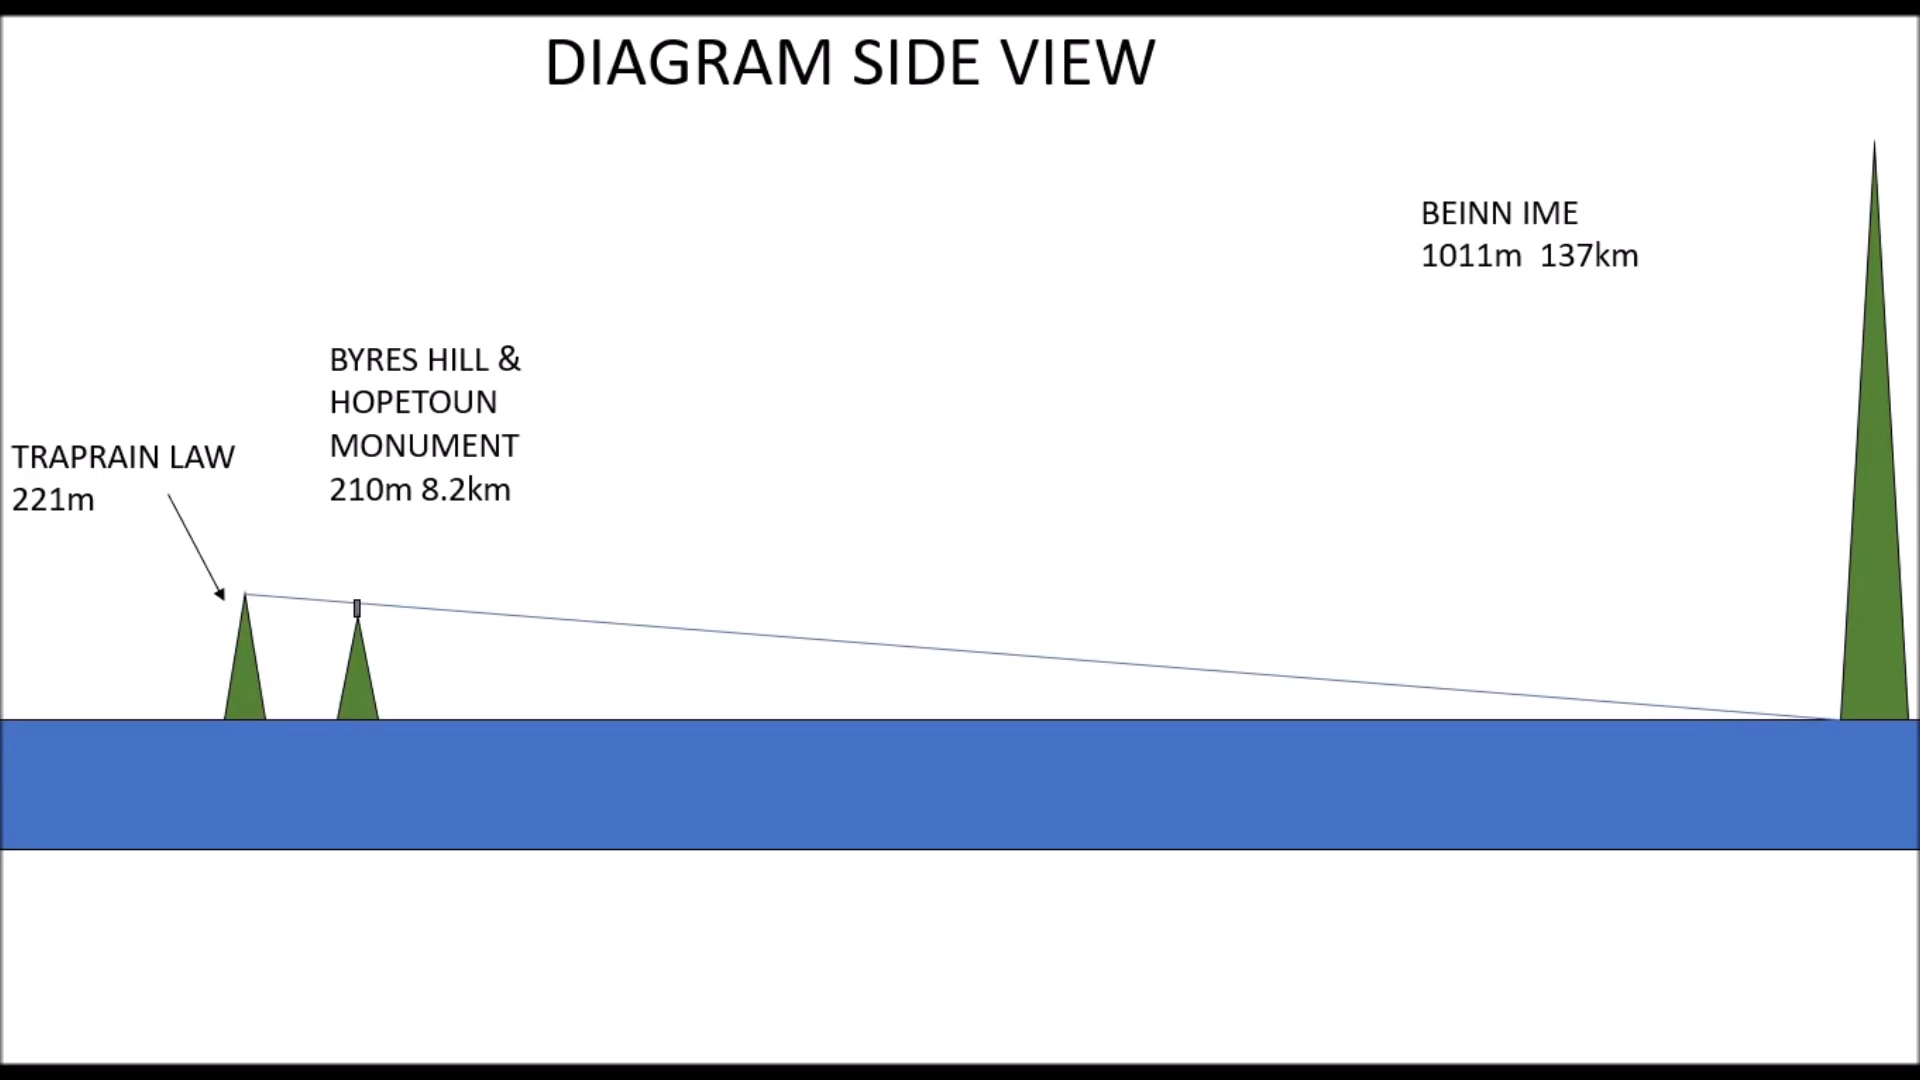 DIAGRAM SIDE VIEW
BEINN IME
1011m  137km
BYRES HILL &
HOPETOUN
MONUMENT
210m 8.2km
TRAPRAIN LAW
221m